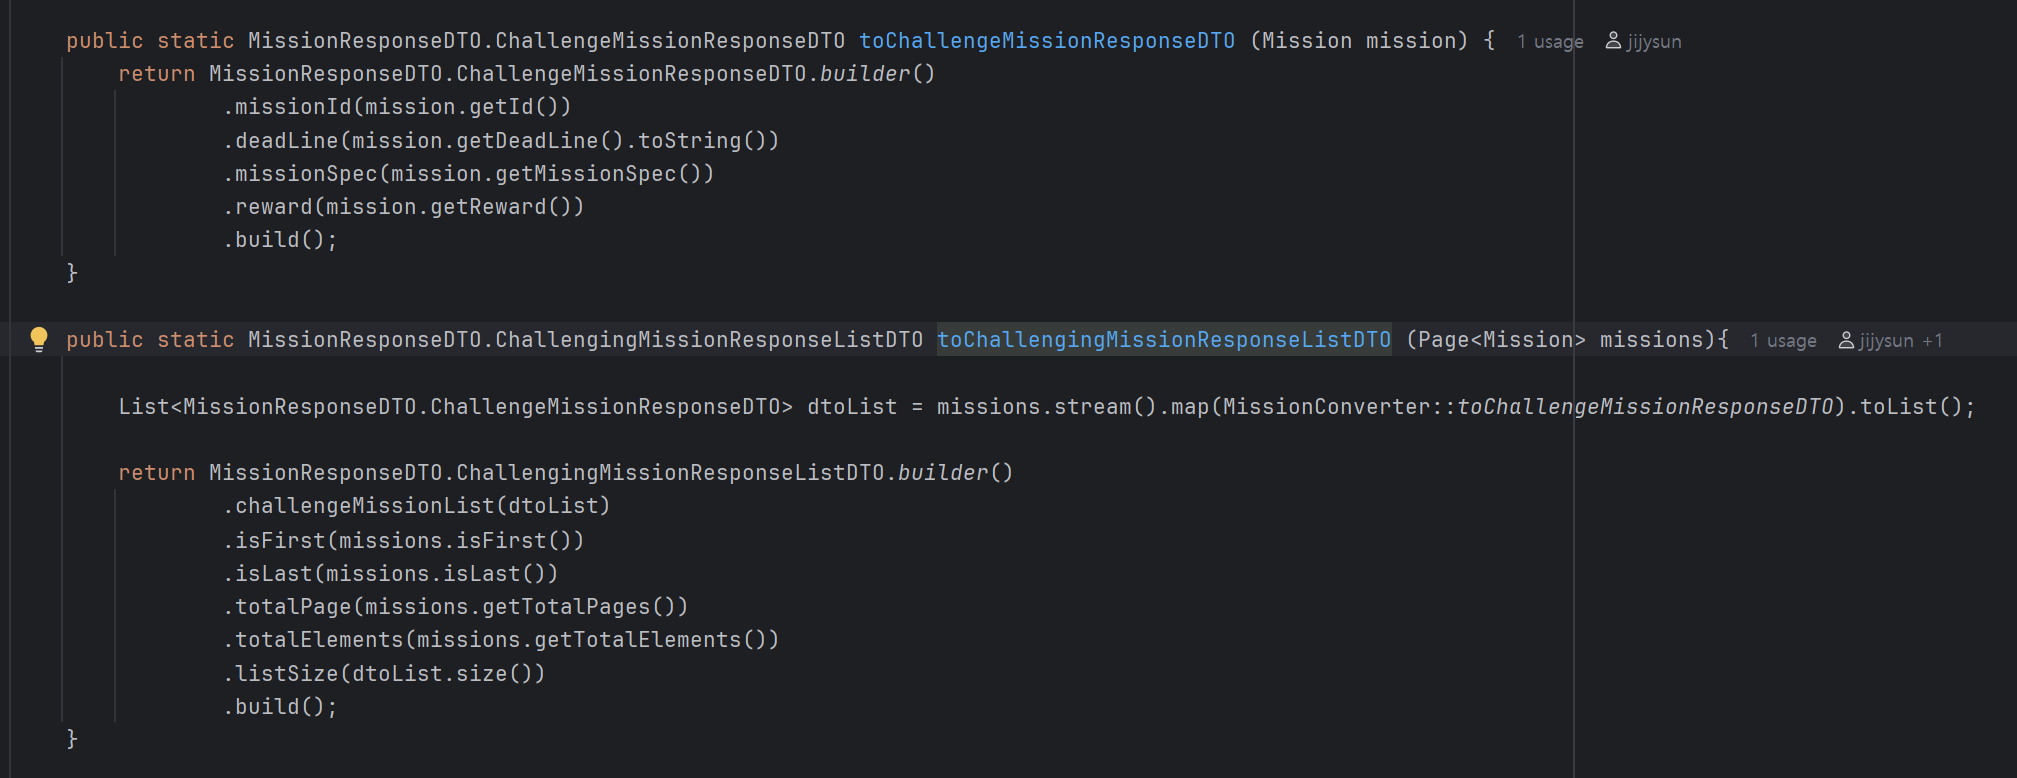 public static MissionResponseDTO.ChallengeMissionResponseDTO toChallengeMissionResponseDTO (Mission mission) { 1 usage jijysun
return MissionResponseDTO.ChallengeMissionResponseDTO.builder()
.missionId(mission.getId())
.deadLine(mission.getDeadLine().toString())
.missionSpec(mission.getMissionSpec())
.reward(mission.getReward())
.build();
}
public static MissionResponseDTO.ChallengingMissionResponseListDTO toChallengingMissionResponseListDTO (Page<Mission> missions){ 1 usage jijysun +1
List<MissionResponseDTO.ChallengeMissionResponseDTO> dtoList = missions.stream().map(MissionConverter::toChallengeMissionResponseDTO).toList();
return MissionResponseDTO.ChallengingMissionResponseListDTO.builder()
.challengeMissionList(dtoList)
.isFirst(missions.isFirst())
.isLast(missions.isLast())
.totalPage(missions.getTotalPages())
.totalElements(missions.getTotalElements())
.listSize(dtoList.size())
.build();
}